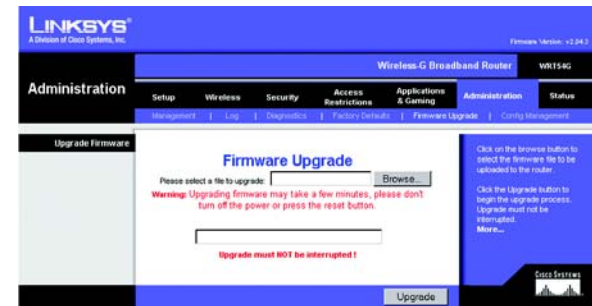 LINKSYS®
A Division of Cisco Systems, Inc.
Firmware Version: v2.04.3
Wireless-G Broadband Router WRT54G
Administration
Setup Wireless Security Access Restrictions Applications & Gaming Administration Status
Management | Log | Diagnostics | Factory Defaults | Firmware Upgrade | Config Management
Upgrade Firmware
Firmware Upgrade
Please select a file to upgrade: Browse...
Warning: Upgrading firmware may take a few minutes, please don't
turn off the power or press the reset button.
Upgrade must NOT be interrupted !
Upgrade
Click on the browse button to
select the firmware file to be
uploaded to the router.
Click the Upgrade button to
begin the upgrade process.
Upgrade must not be
interrupted.
More...
CISCO SYSTEMS